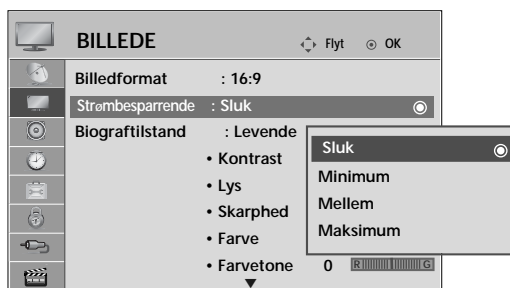 BILLEDE
Flyt
OK
Billedformat : 16:9
Strømbesparrende : Sluk
Biograftilstand : Levende
• Kontrast
• Lys
• Skarphed
• Farve
• Farvetone 0 R G
Sluk
Minimum
Mellem
Maksimum